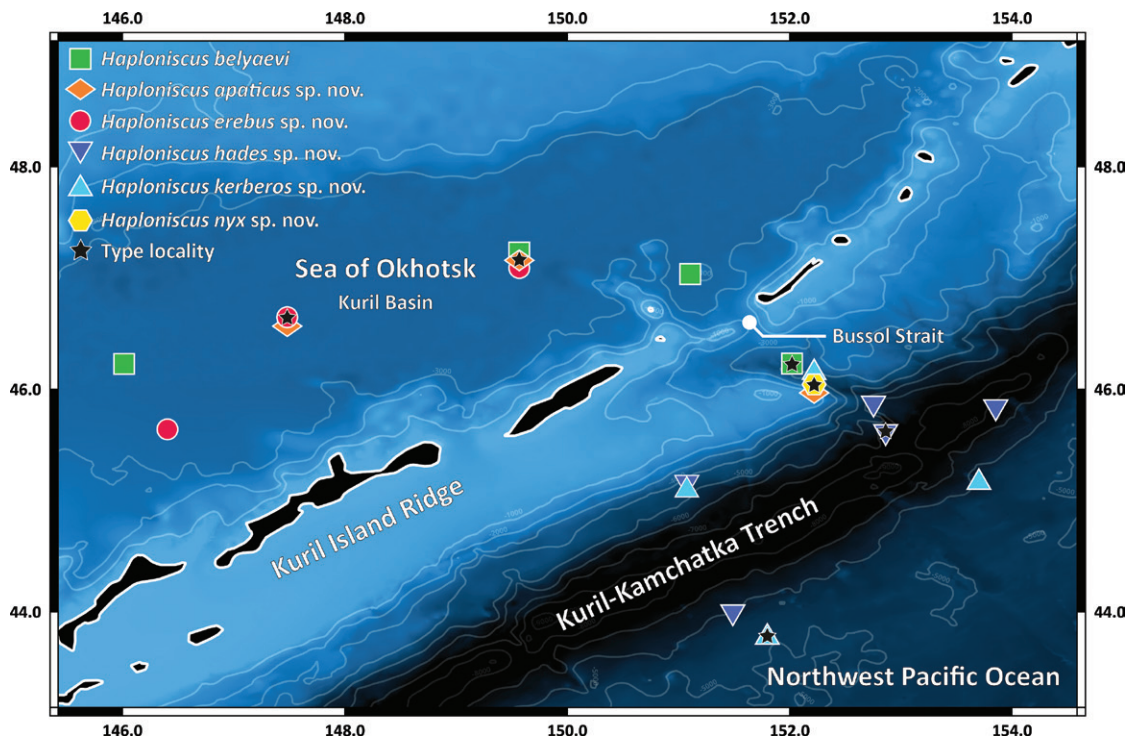 146.0 148.0 150.0 152.0 154.0
Haploniscus belyaevi
Haploniscus apaticus sp. nov.
Haploniscus erebus sp. nov.
Haploniscus hades sp. nov.
Haploniscus kerberos sp. nov.
Haploniscus nyx sp. nov.
Type locality
48.0 48.0
Sea of Okhotsk
Kuril Basin
Bussol Strait
46.0 46.0
Kuril Island Ridge
Kuril-Kamchatka Trench
44.0 44.0
Northwest Pacific Ocean
146.0 148.0 150.0 152.0 154.0